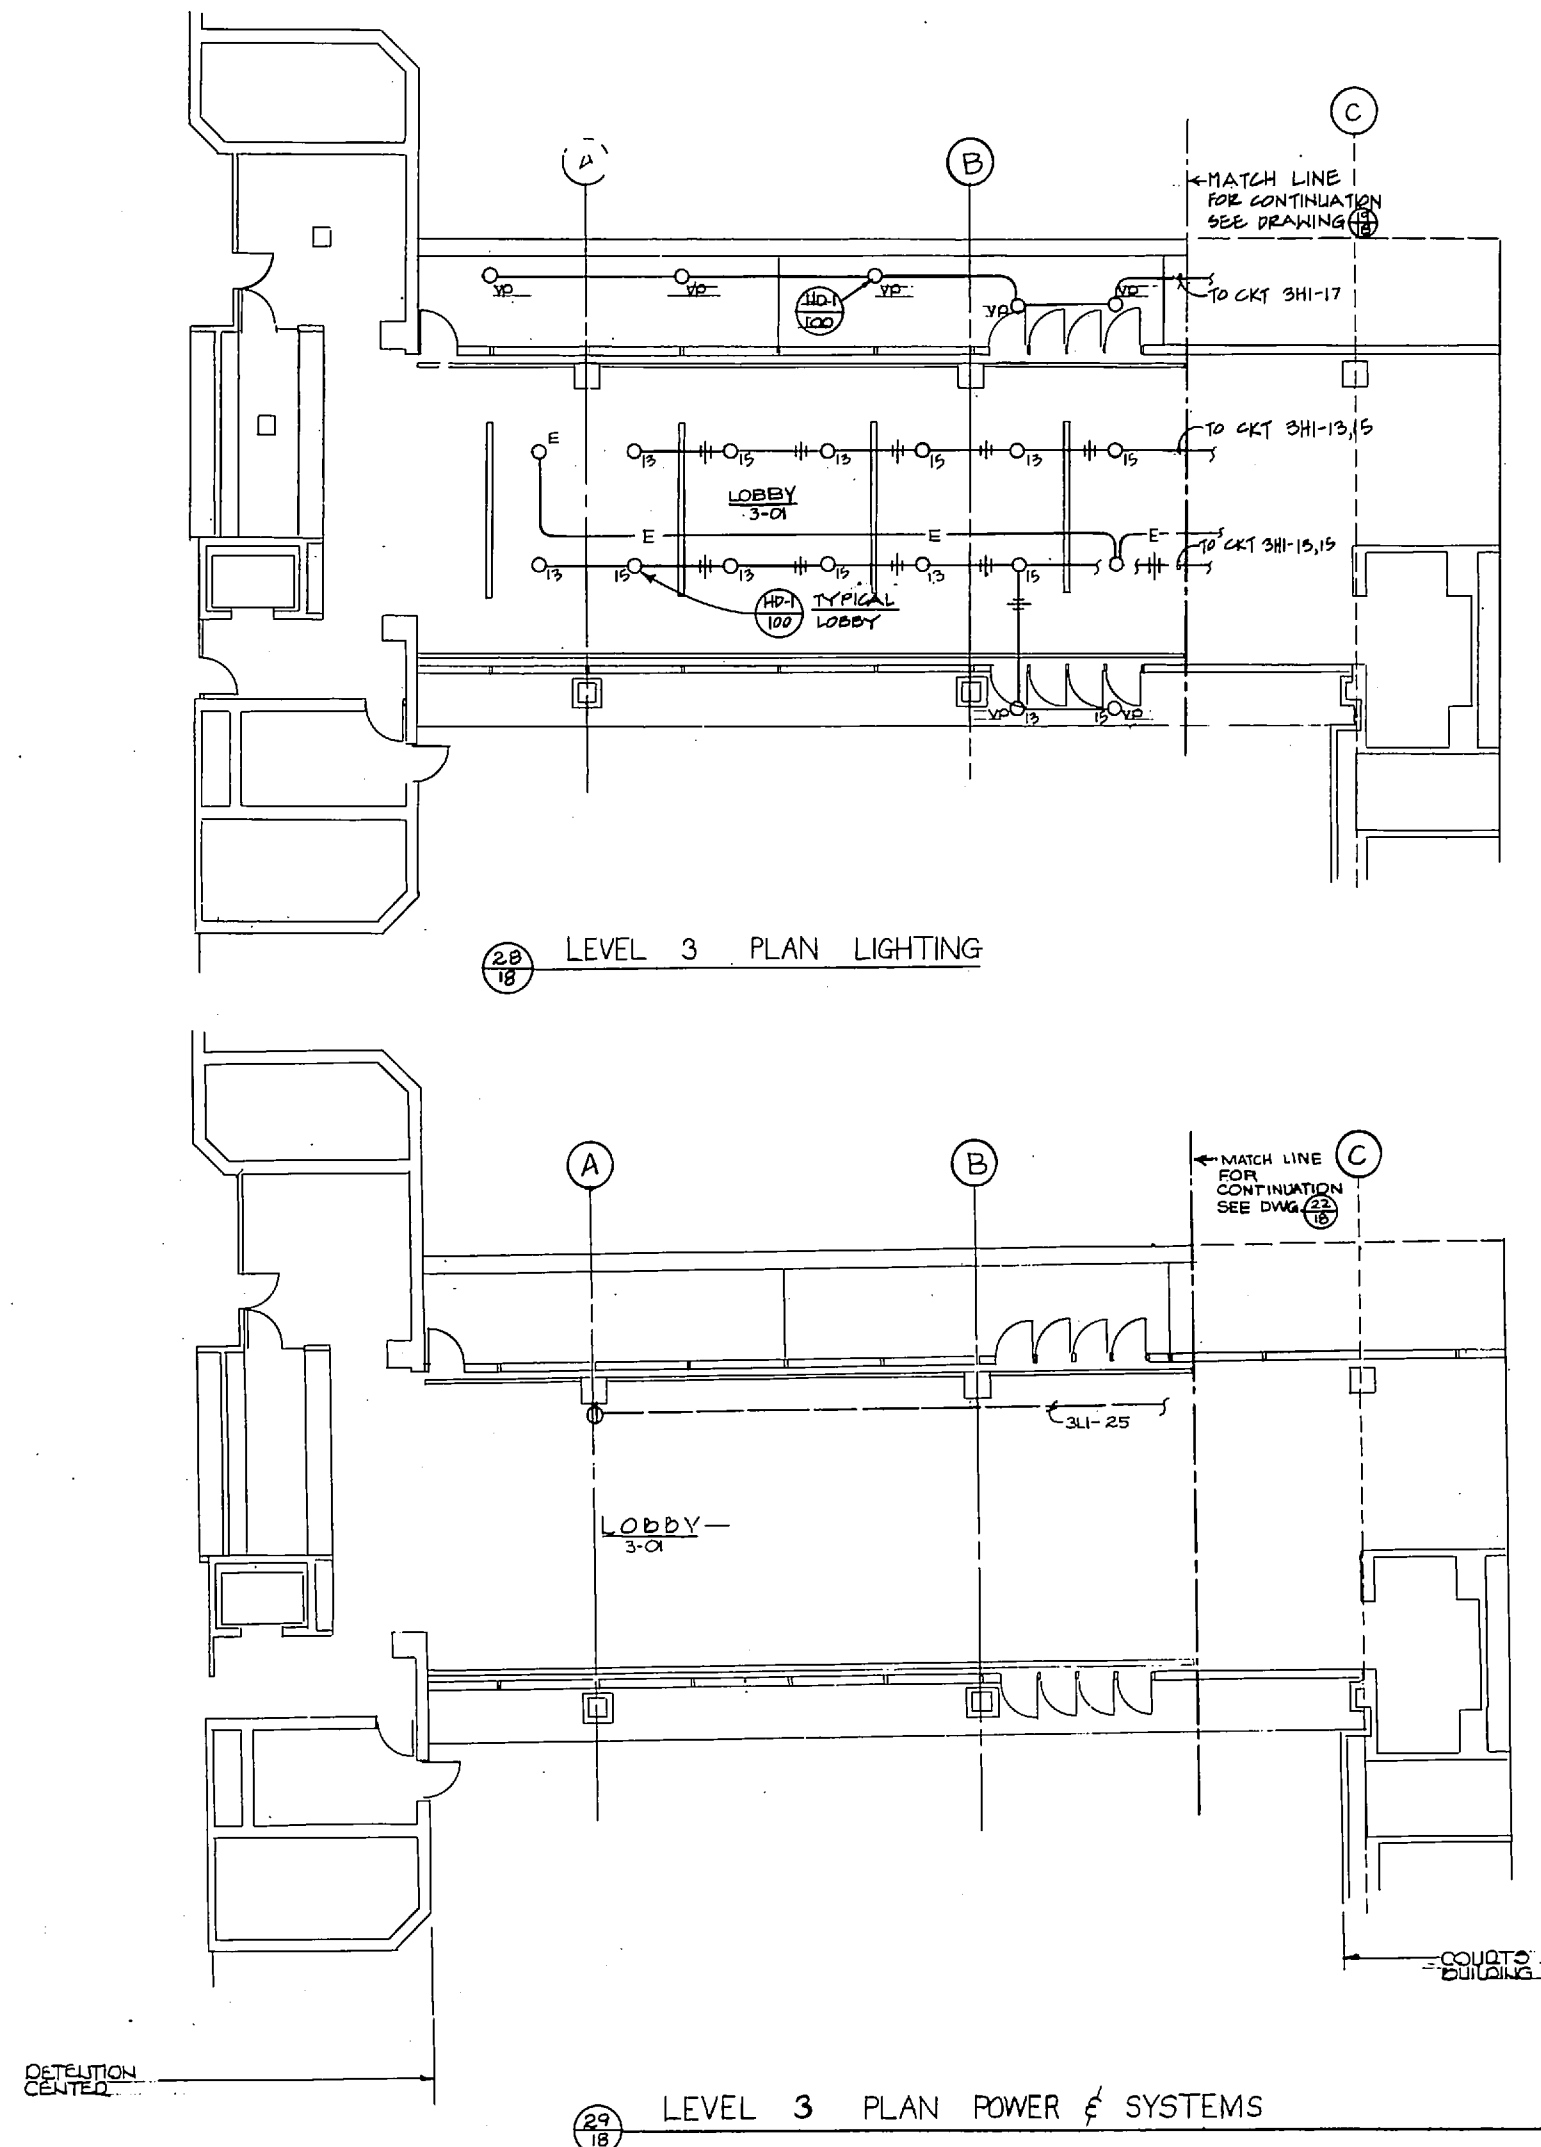 A
B
C
MATCH LINE
FOR CONTINUATION
SEE DRAWING 19/18
VP
VP
VP
HD-1
100
VP
VP
TO CKT 3H1-17
E
13
15
13
15
13
15
TO CKT 3H1-13,15
LOBBY
3-01
E
E
E
13
15
13
15
13
15
TO CKT 3H1-13,15
HD-1
100
TYPICAL
LOBBY
VP
13
15
VP
28
18
LEVEL 3 PLAN LIGHTING
A
B
C
MATCH LINE
FOR
CONTINUATION
SEE DWG. 22/18
3L1-25
LOBBY
3-01
COURTS
BUILDING
DETENTION
CENTER
29
18
LEVEL 3 PLAN POWER & SYSTEMS